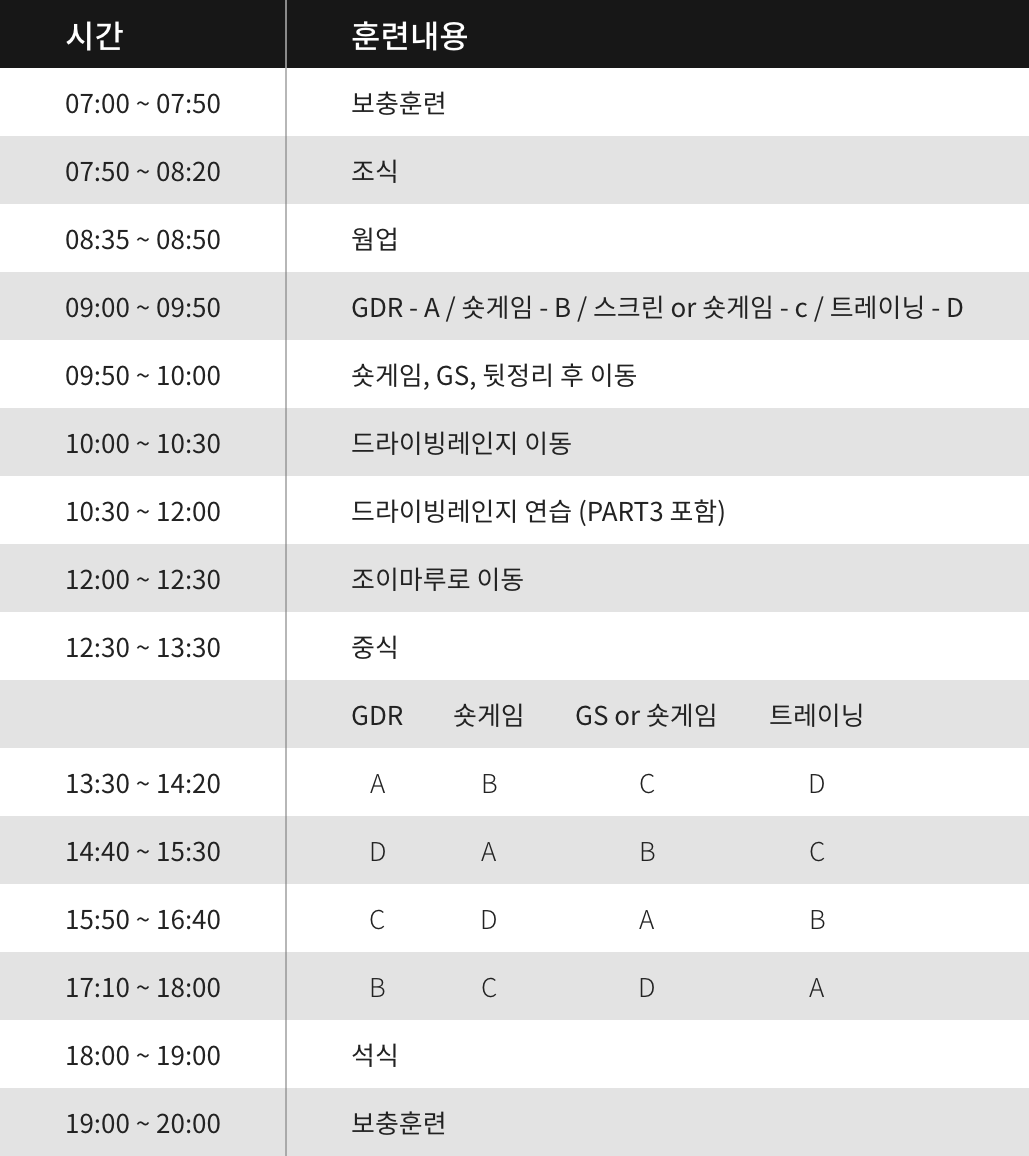 시간 훈련내용
07:00 ~ 07:50 보충훈련
07:50 ~ 08:20 조식
08:35 ~ 08:50 웜업
09:00 ~ 09:50 GDR - A / 숏게임 - B / 스크린 or 숏게임 - c / 트레이닝 - D
09:50 ~ 10:00 숏게임, GS, 뒷정리 후 이동
10:00 ~ 10:30 드라이빙레인지 이동
10:30 ~ 12:00 드라이빙레인지 연습 (PART3 포함)
12:00 ~ 12:30 조이마루로 이동
12:30 ~ 13:30 중식
GDR 숏게임 GS or 숏게임 트레이닝
13:30 ~ 14:20 A B C D
14:40 ~ 15:30 D A B C
15:50 ~ 16:40 C D A B
17:10 ~ 18:00 B C D A
18:00 ~ 19:00 석식
19:00 ~ 20:00 보충훈련